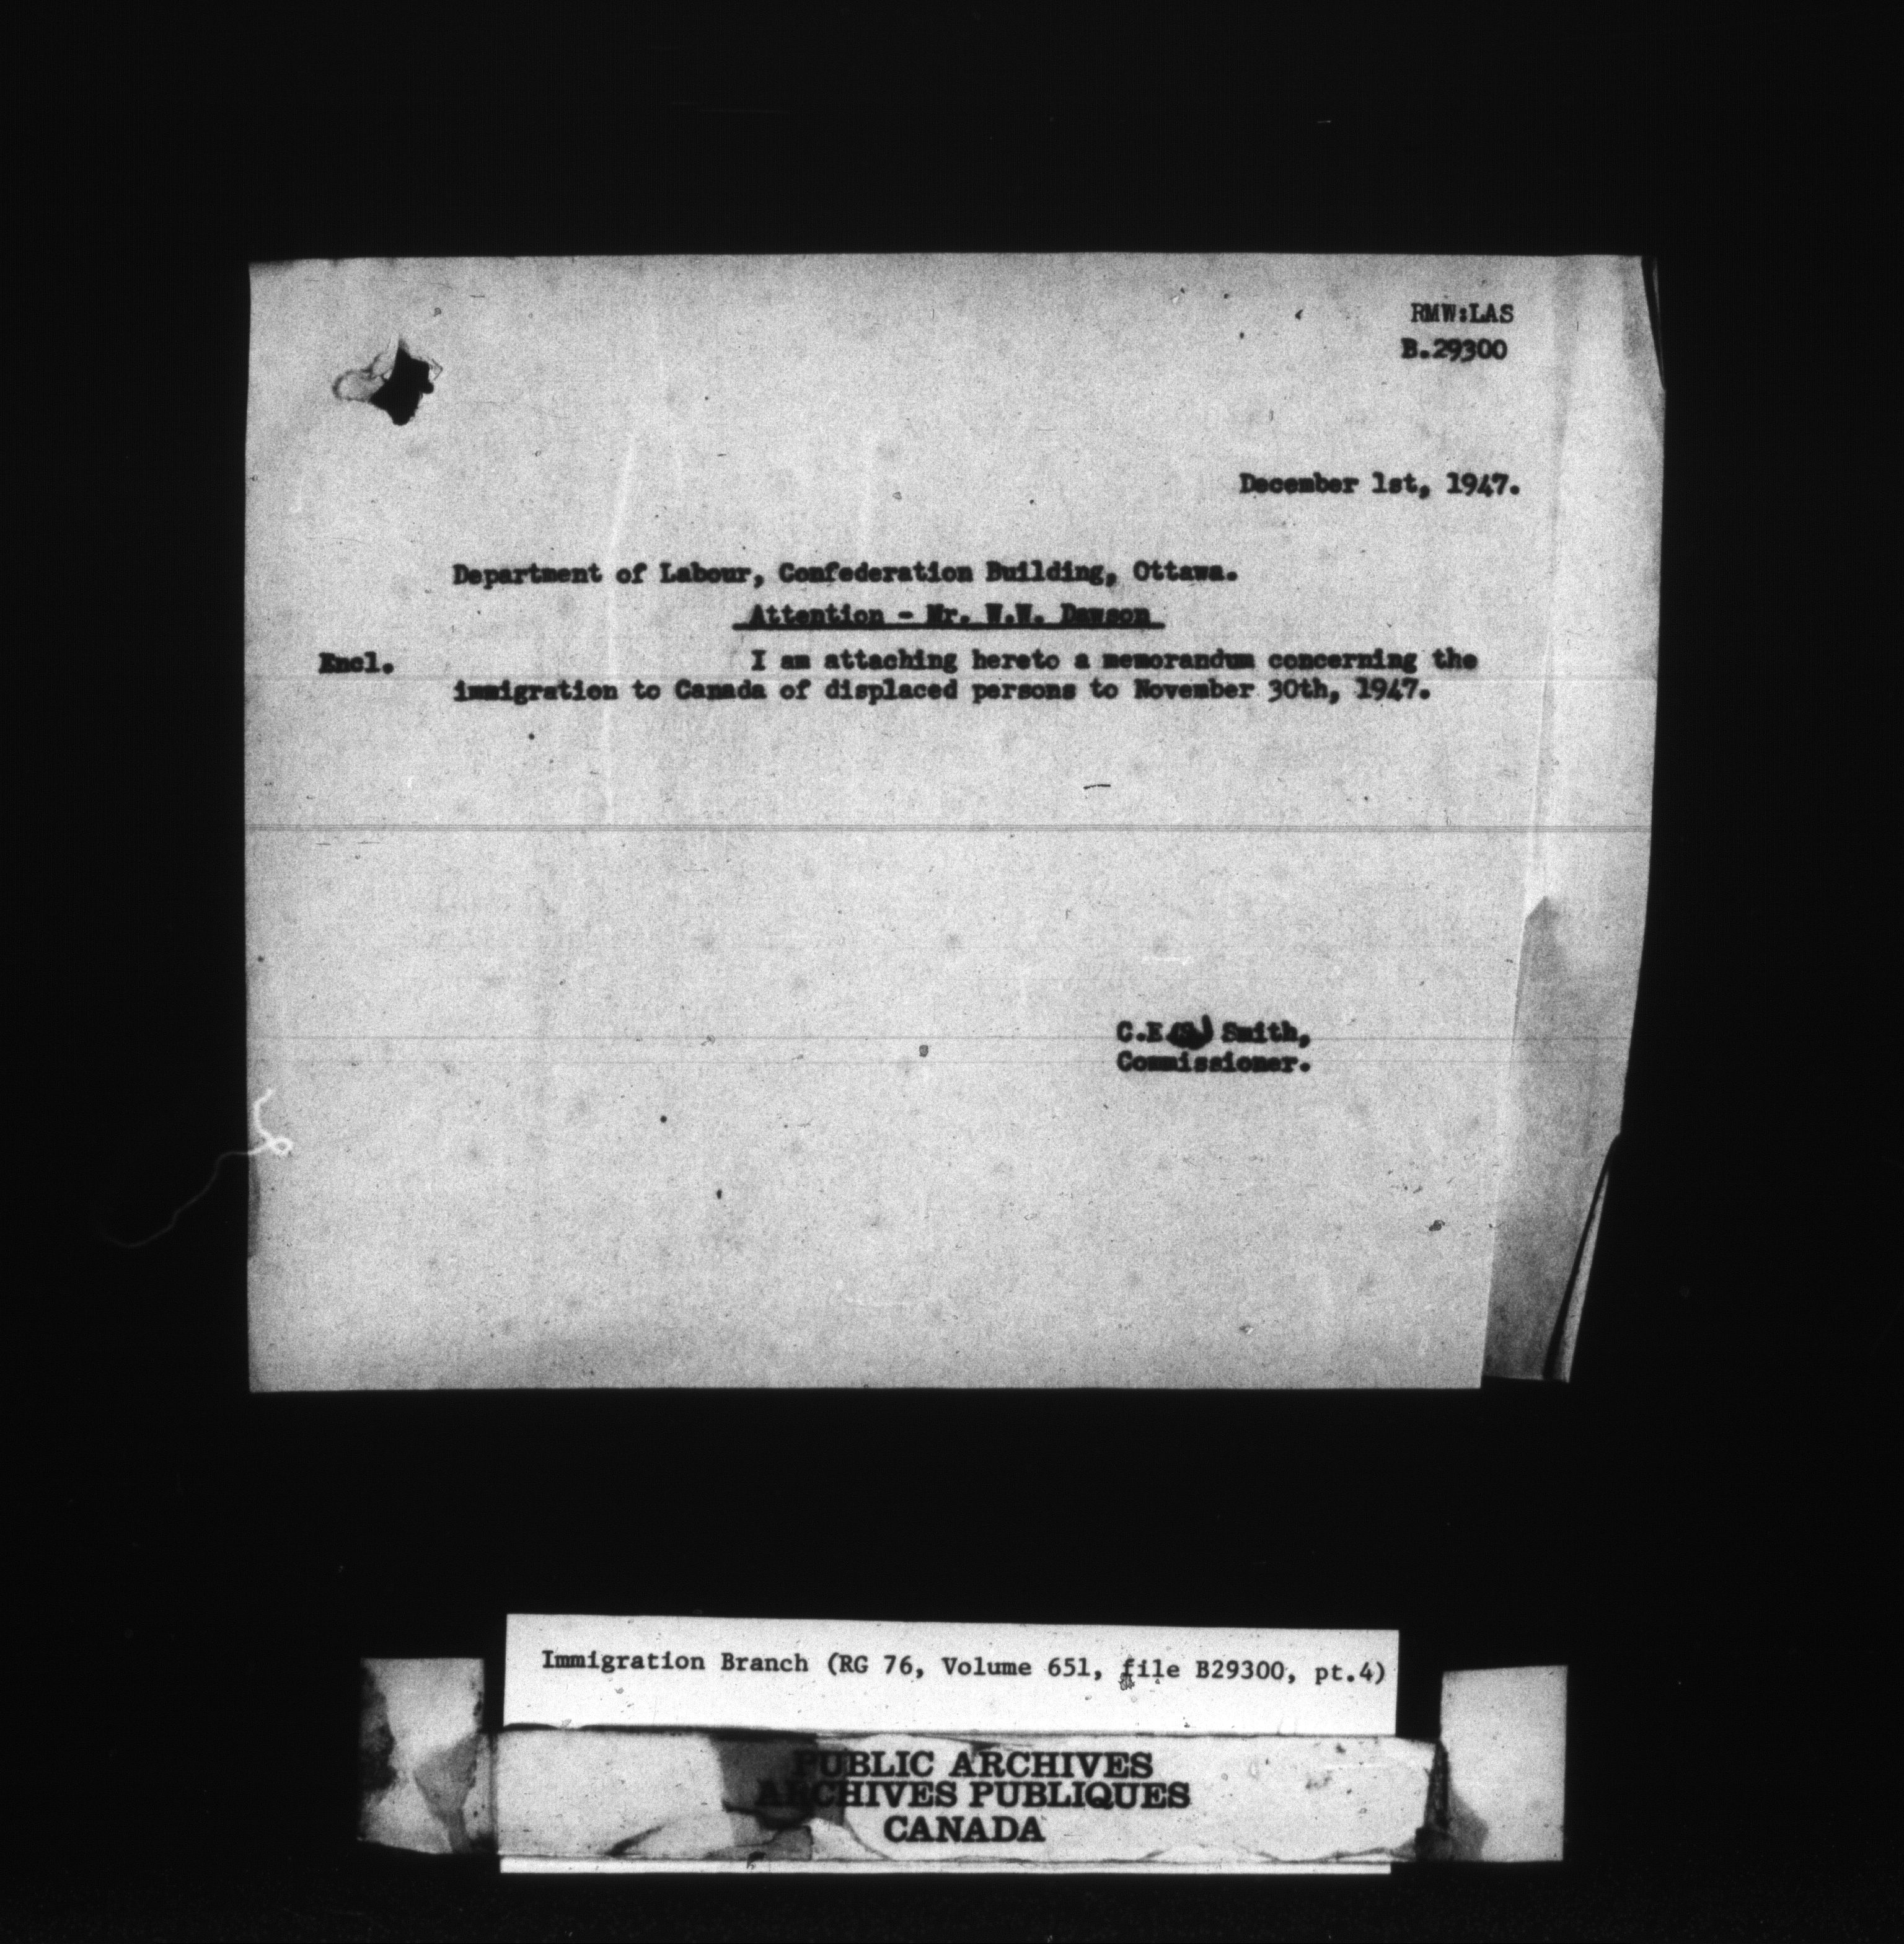 RMW:LAS
B.29300
December 1st, 1947.
Department of Labour, Confederation Building, Ottawa.
Attention - Mr. W.W. Dawson
Encl. I am attaching hereto a memorandum concerning the
immigration to Canada of displaced persons to November 30th, 1947.
C.E.S. Smith,
Commissioner.
Immigration Branch (RG 76, Volume 651, file B29300, pt.4)
PUBLIC ARCHIVES
ARCHIVES PUBLIQUES
CANADA